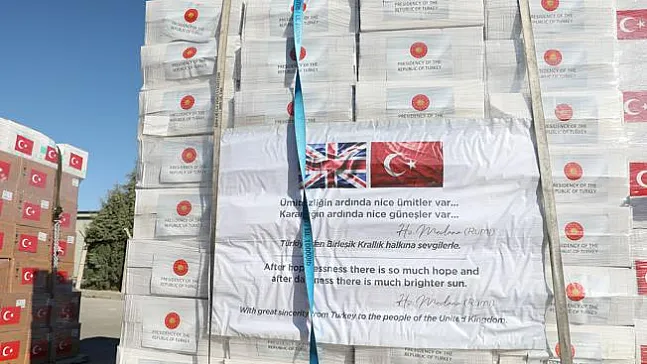 PRESIDENCY OF THE
REPUBLIC OF TURKEY
Ümitsizliğin ardında nice ümitler var...
Karanlığın ardında nice güneşler var...
Hz. Mevlana (Rumi)
Türkiye'den Birleşik Krallık halkına sevgilerle.
After hopelessness there is so much hope and
after darkness there is much brighter sun.
Hz. Mevlana (Rumi)
With great sincerity from Turkey to the people of the United Kingdom.